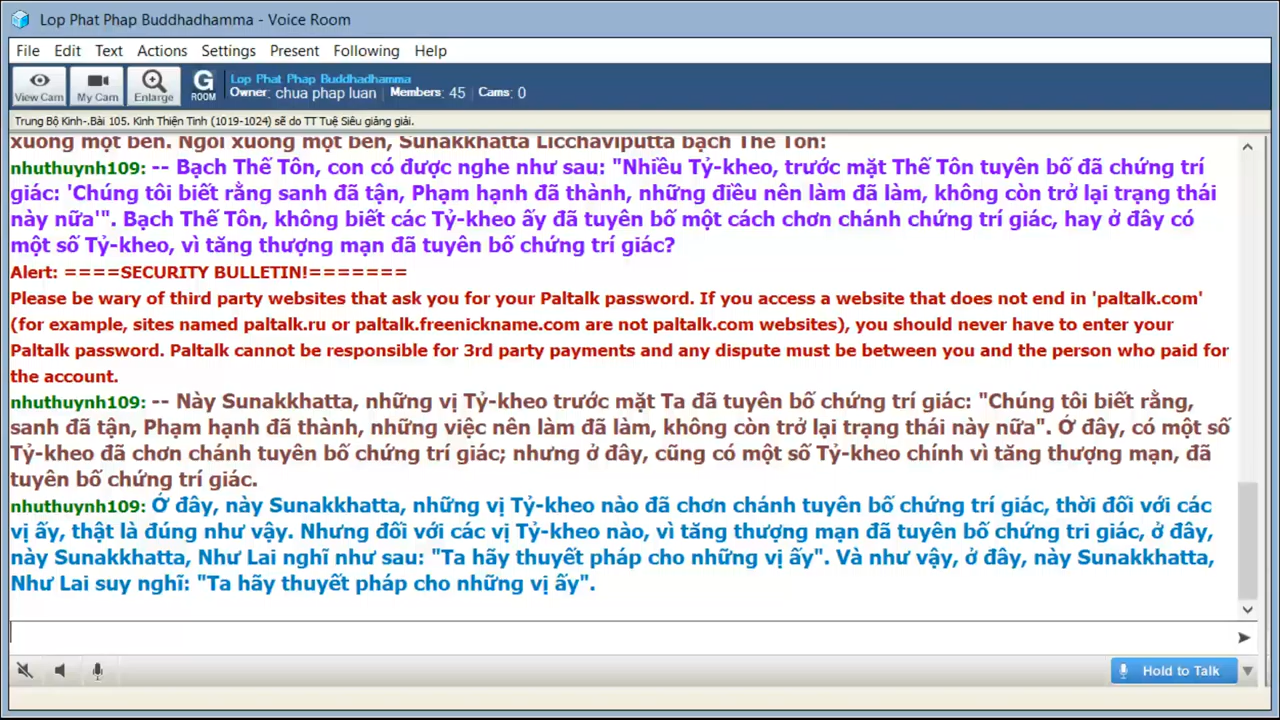 Lop Phat Phap Buddhadhamma - Voice Room
File Edit Text Actions Settings Present Following Help
View Cam My Cam Enlarge G ROOM
Lop Phat Phap Buddhadhamma
Owner: chua phap luan | Members: 45 | Cams: 0
Trung Bộ Kinh-.Bài 105. Kinh Thiện Tinh (1019-1024) sẽ do TT Tuệ Siêu giảng giải.
xuống một bên. Ngồi xuống một bên, Sunakkhatta Licchaviputta bạch Thế Tôn:
nhuthuynh109: -- Bạch Thế Tôn, con có được nghe như sau: "Nhiều Tỷ-kheo, trước mặt Thế Tôn tuyên bố đã chứng trí
giác: 'Chúng tôi biết rằng sanh đã tận, Phạm hạnh đã thành, những điều nên làm đã làm, không còn trở lại trạng thái
này nữa'". Bạch Thế Tôn, không biết các Tỷ-kheo ấy đã tuyên bố một cách chơn chánh chứng trí giác, hay ở đây có
một số Tỷ-kheo, vì tăng thượng mạn đã tuyên bố chứng trí giác?
Alert: ====SECURITY BULLETIN!=======
Please be wary of third party websites that ask you for your Paltalk password. If you access a website that does not end in 'paltalk.com'
(for example, sites named paltalk.ru or paltalk.freenickname.com are not paltalk.com websites), you should never have to enter your
Paltalk password. Paltalk cannot be responsible for 3rd party payments and any dispute must be between you and the person who paid for
the account.
nhuthuynh109: -- Này Sunakkhatta, những vị Tỷ-kheo trước mặt Ta đã tuyên bố chứng trí giác: "Chúng tôi biết rằng,
sanh đã tận, Phạm hạnh đã thành, những việc nên làm đã làm, không còn trở lại trạng thái này nữa". Ở đây, có một số
Tỷ-kheo đã chơn chánh tuyên bố chứng trí giác; nhưng ở đây, cũng có một số Tỷ-kheo chính vì tăng thượng mạn, đã
tuyên bố chứng trí giác.
nhuthuynh109: Ở đây, này Sunakkhatta, những vị Tỷ-kheo nào đã chơn chánh tuyên bố chứng trí giác, thời đối với các
vị ấy, thật là đúng như vậy. Nhưng đối với các vị Tỷ-kheo nào, vì tăng thượng mạn đã tuyên bố chứng tri giác, ở đây,
này Sunakkhatta, Như Lai nghĩ như sau: "Ta hãy thuyết pháp cho những vị ấy". Và như vậy, ở đây, này Sunakkhatta,
Như Lai suy nghĩ: "Ta hãy thuyết pháp cho những vị ấy".
Hold to Talk